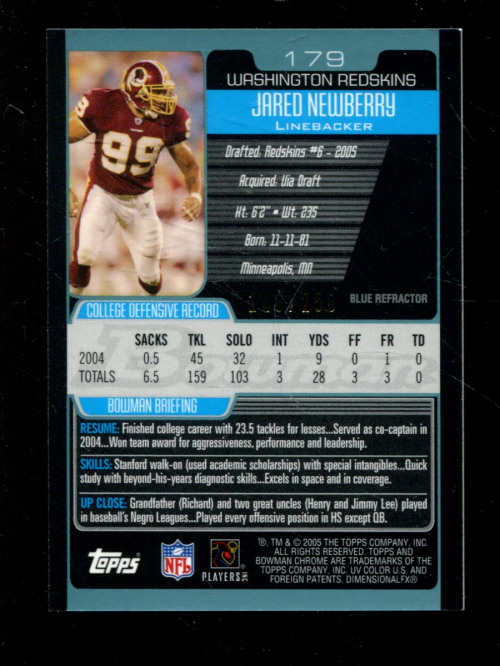 179
WASHINGTON REDSKINS
JARED NEWBERRY
LINEBACKER
Drafted: Redskins #6 - 2005
Acquired: Via Draft
Ht: 6'2" • Wt: 235
Born: 11-11-81
Minneapolis, MN
99
BLUE REFRACTOR
COLLEGE DEFENSIVE RECORD
SACKS TKL SOLO INT YDS FF FR TD
2004 0.5 45 32 1 9 0 1 0
TOTALS 6.5 159 103 3 28 3 3 0
Bowman
BOWMAN BRIEFING
RESUME: Finished college career with 23.5 tackles for losses...Served as co-captain in
2004...Won team award for aggressiveness, performance and leadership.
SKILLS: Stanford walk-on (used academic scholarships) with special intangibles...Quick
study with beyond-his-years diagnostic skills...Excels in space and in coverage.
UP CLOSE: Grandfather (Richard) and two great uncles (Henry and Jimmy Lee) played
in baseball's Negro Leagues...Played every offensive position in HS except QB.
Topps
NFL
PLAYERS INC
®, TM & © 2005 THE TOPPS COMPANY, INC.
ALL RIGHTS RESERVED. TOPPS AND
BOWMAN CHROME ARE TRADEMARKS OF THE
TOPPS COMPANY, INC. UV COLOR U.S. AND
FOREIGN PATENTS, DIMENSIONALFX®